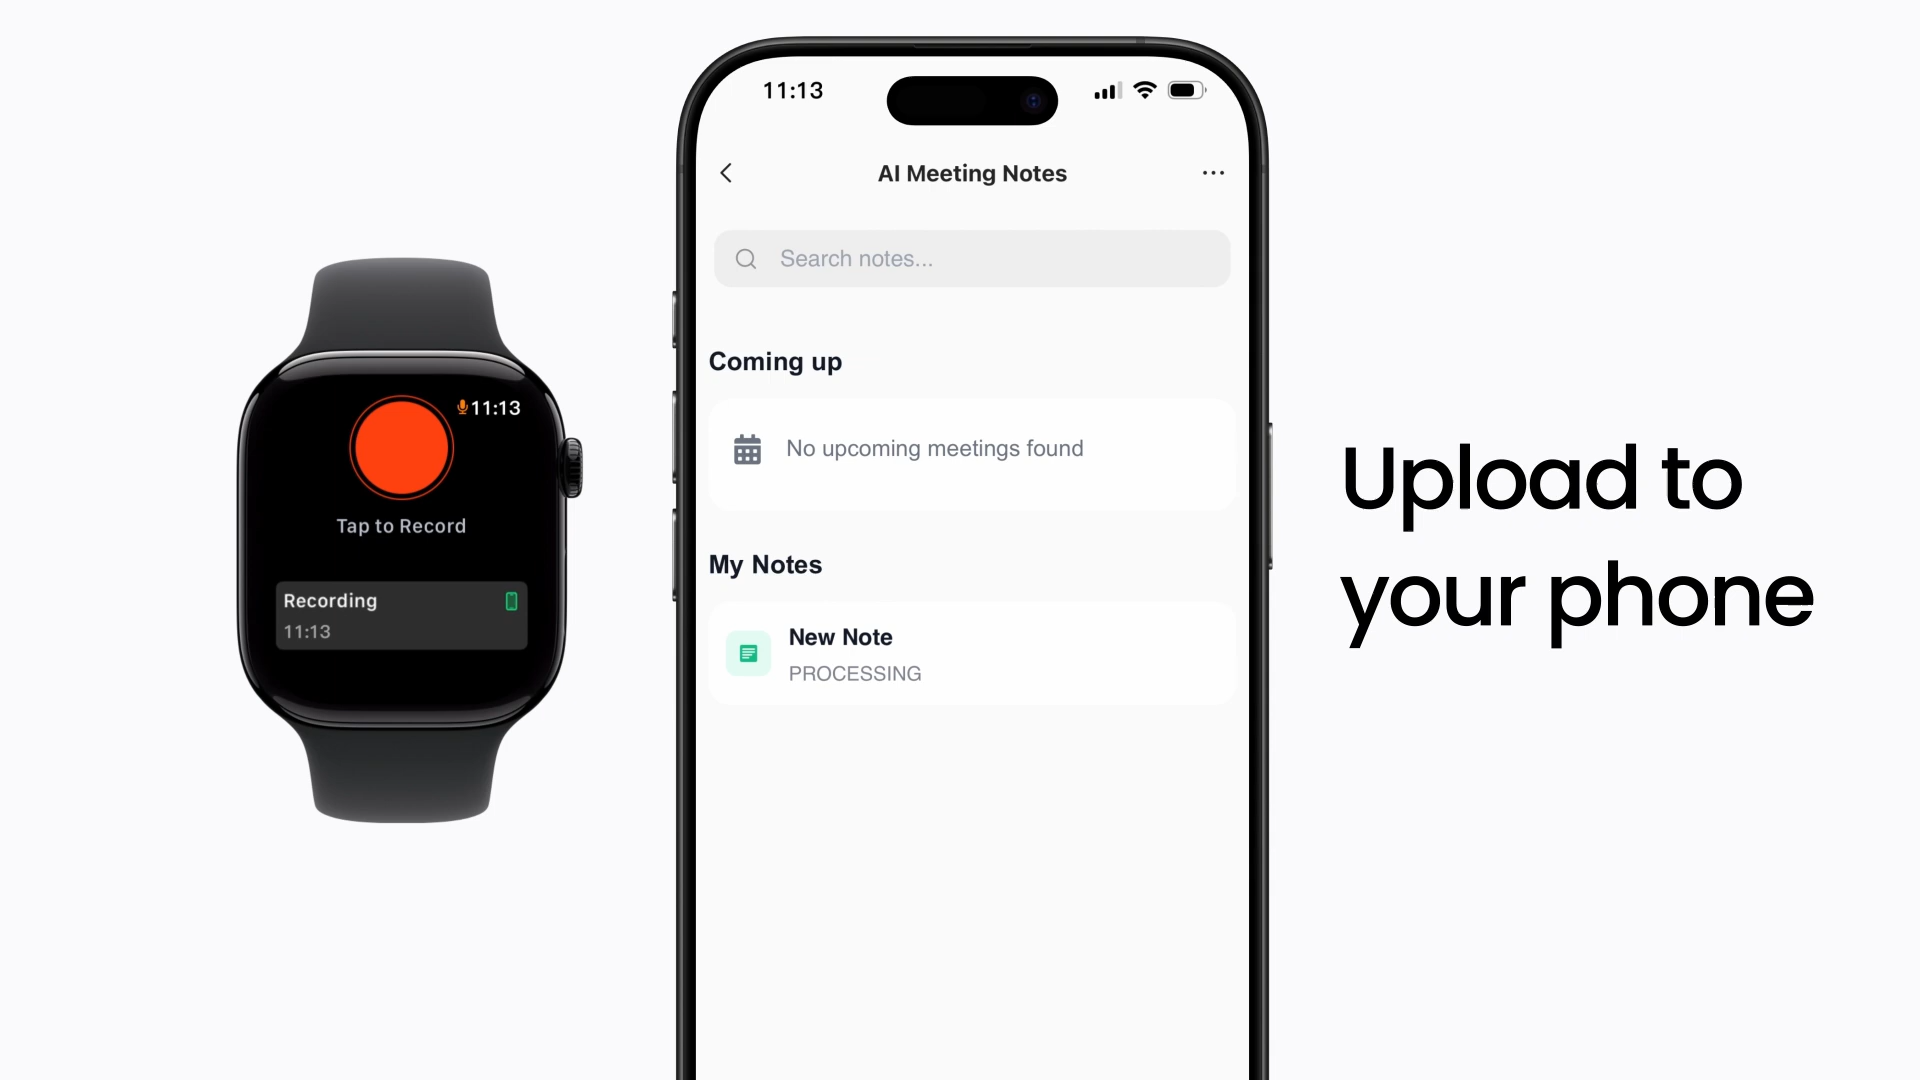 11:13
Tap to Record
Recording
11:13
11:13
AI Meeting Notes
Search notes...
Coming up
No upcoming meetings found
My Notes
New Note
PROCESSING
Upload to
your phone